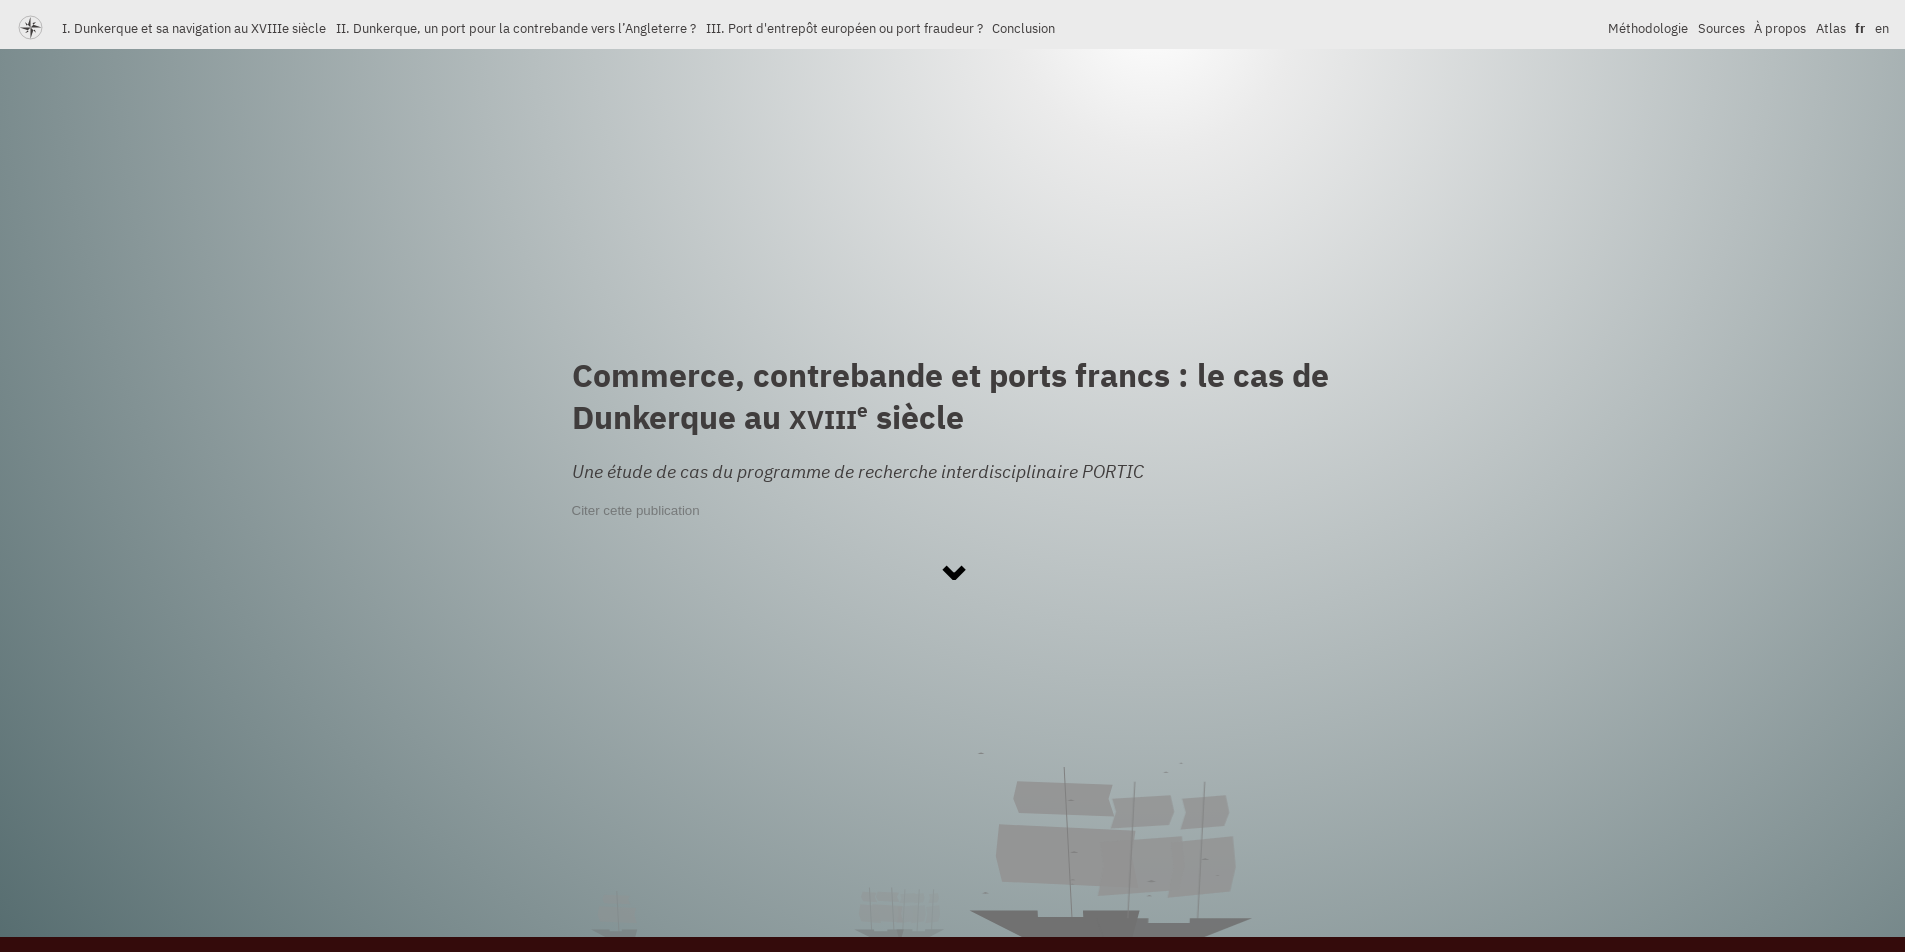 I. Dunkerque et sa navigation au XVIIIe siècle II. Dunkerque, un port pour la contrebande vers l’Angleterre ? III. Port d'entrepôt européen ou port fraudeur ? Conclusion Méthodologie Sources À propos Atlas fr en
Commerce, contrebande et ports francs : le cas de
Dunkerque au XVIIIe siècle
Une étude de cas du programme de recherche interdisciplinaire PORTIC
Citer cette publication